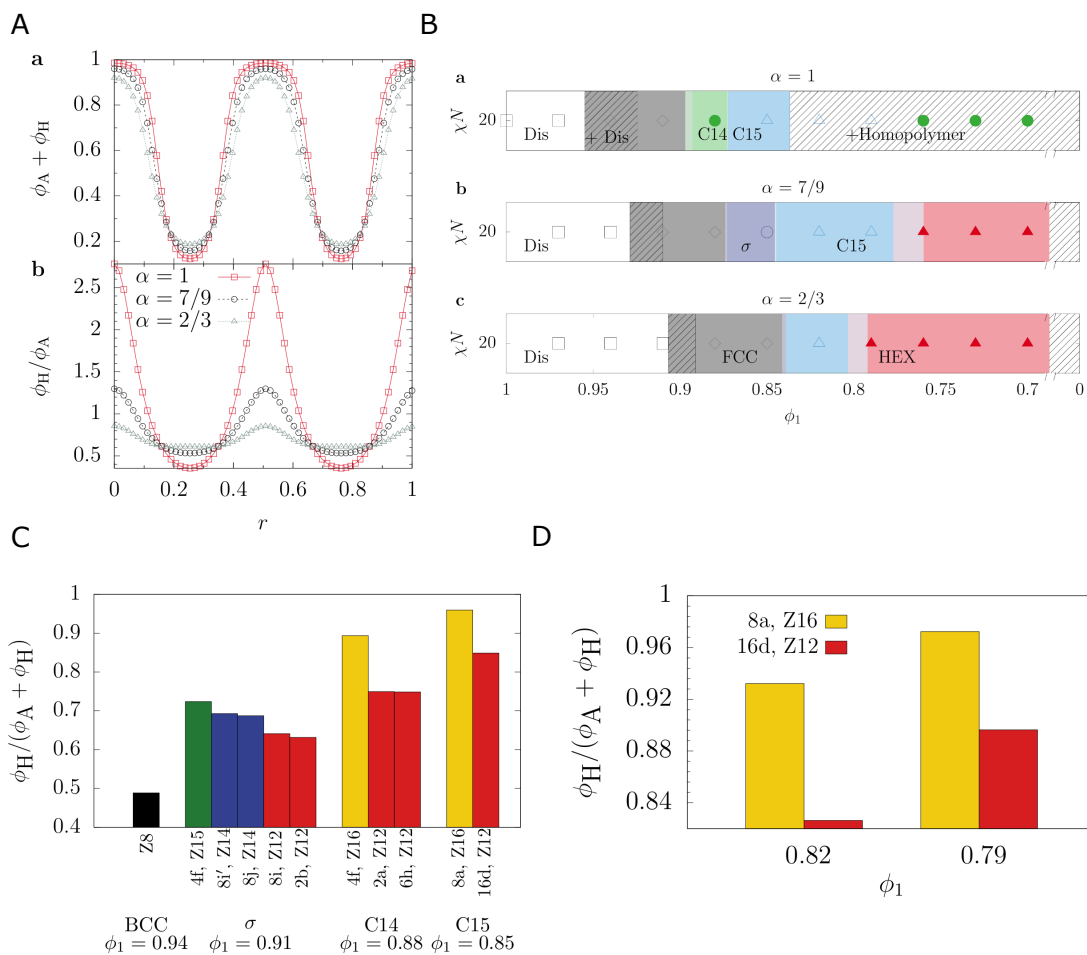 A
a
1
0.8
0.6
0.4
0.2
ϕA + ϕH
b
α = 1
α = 7/9
α = 2/3
2.5
2
1.5
1
0.5
ϕH/ϕA
0 0.2 0.4 0.6 0.8 1
r
B
a
α = 1
χN
20
Dis
+ Dis
C14
C15
+Homopolymer
b
α = 7/9
χN
20
Dis
σ
C15
c
α = 2/3
χN
20
Dis
FCC
HEX
1 0.95 0.9 0.85 0.8 0.75 0.7 0
ϕ1
C
1
0.9
0.8
0.7
0.6
0.5
0.4
ϕH/(ϕA + ϕH)
Z8
4f, Z15
8i′, Z14
8j, Z14
8i, Z12
2b, Z12
4f, Z16
2a, Z12
6h, Z12
8a, Z16
16d, Z12
BCC σ C14 C15
ϕ1 = 0.94 ϕ1 = 0.91 ϕ1 = 0.88 ϕ1 = 0.85
D
1
0.96
0.92
0.88
0.84
ϕH/(ϕA + ϕH)
8a, Z16
16d, Z12
0.82 0.79
ϕ1